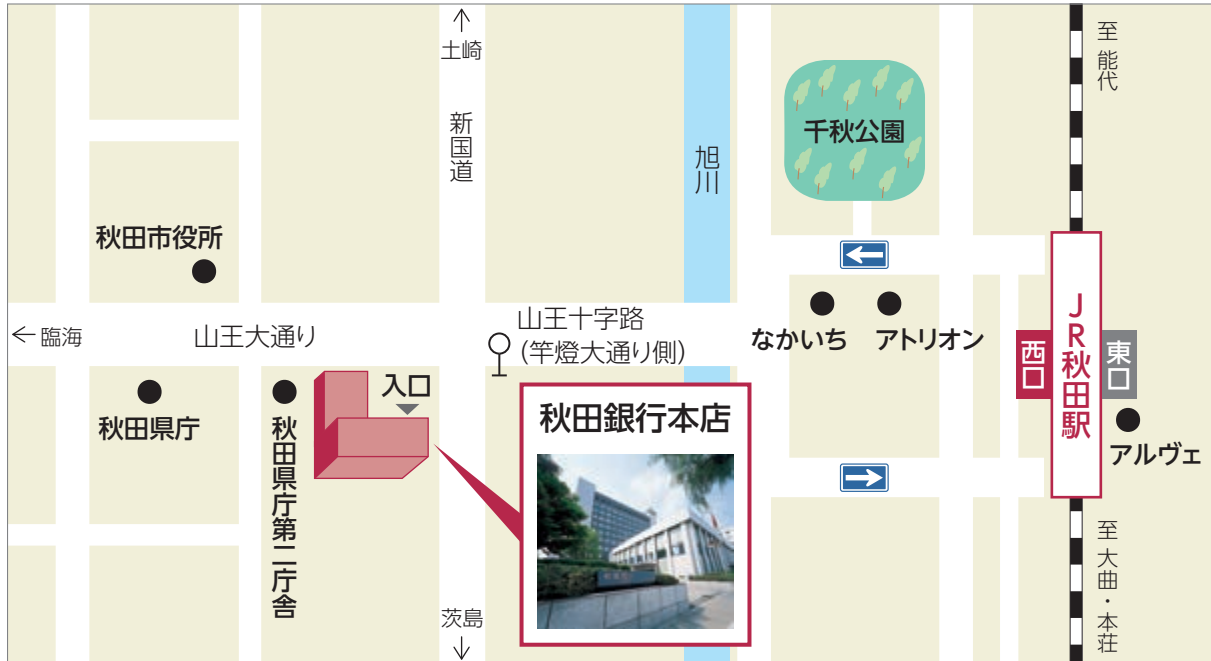 ↑
土崎
新国道
旭川
千秋公園
至 能代
秋田市役所
←
← 臨海
山王大通り
山王十字路
(竿燈大通り側)
なかいち
アトリオン
西口
JR秋田駅
東口
アルヴェ
秋田県庁
秋田県庁第二庁舎
入口
秋田銀行本店
→
茨島
↓
至 大曲・本荘